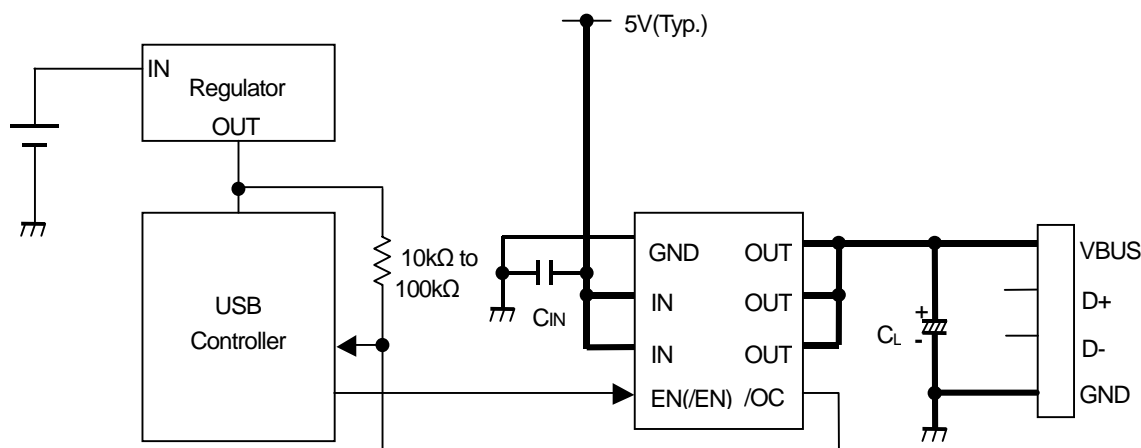 5V(Typ.)
IN
Regulator
OUT
10kΩ to
100kΩ
USB
Controller
CIN
GND OUT
IN OUT
IN OUT
EN(/EN) /OC
+
CL
-
VBUS
D+
D-
GND